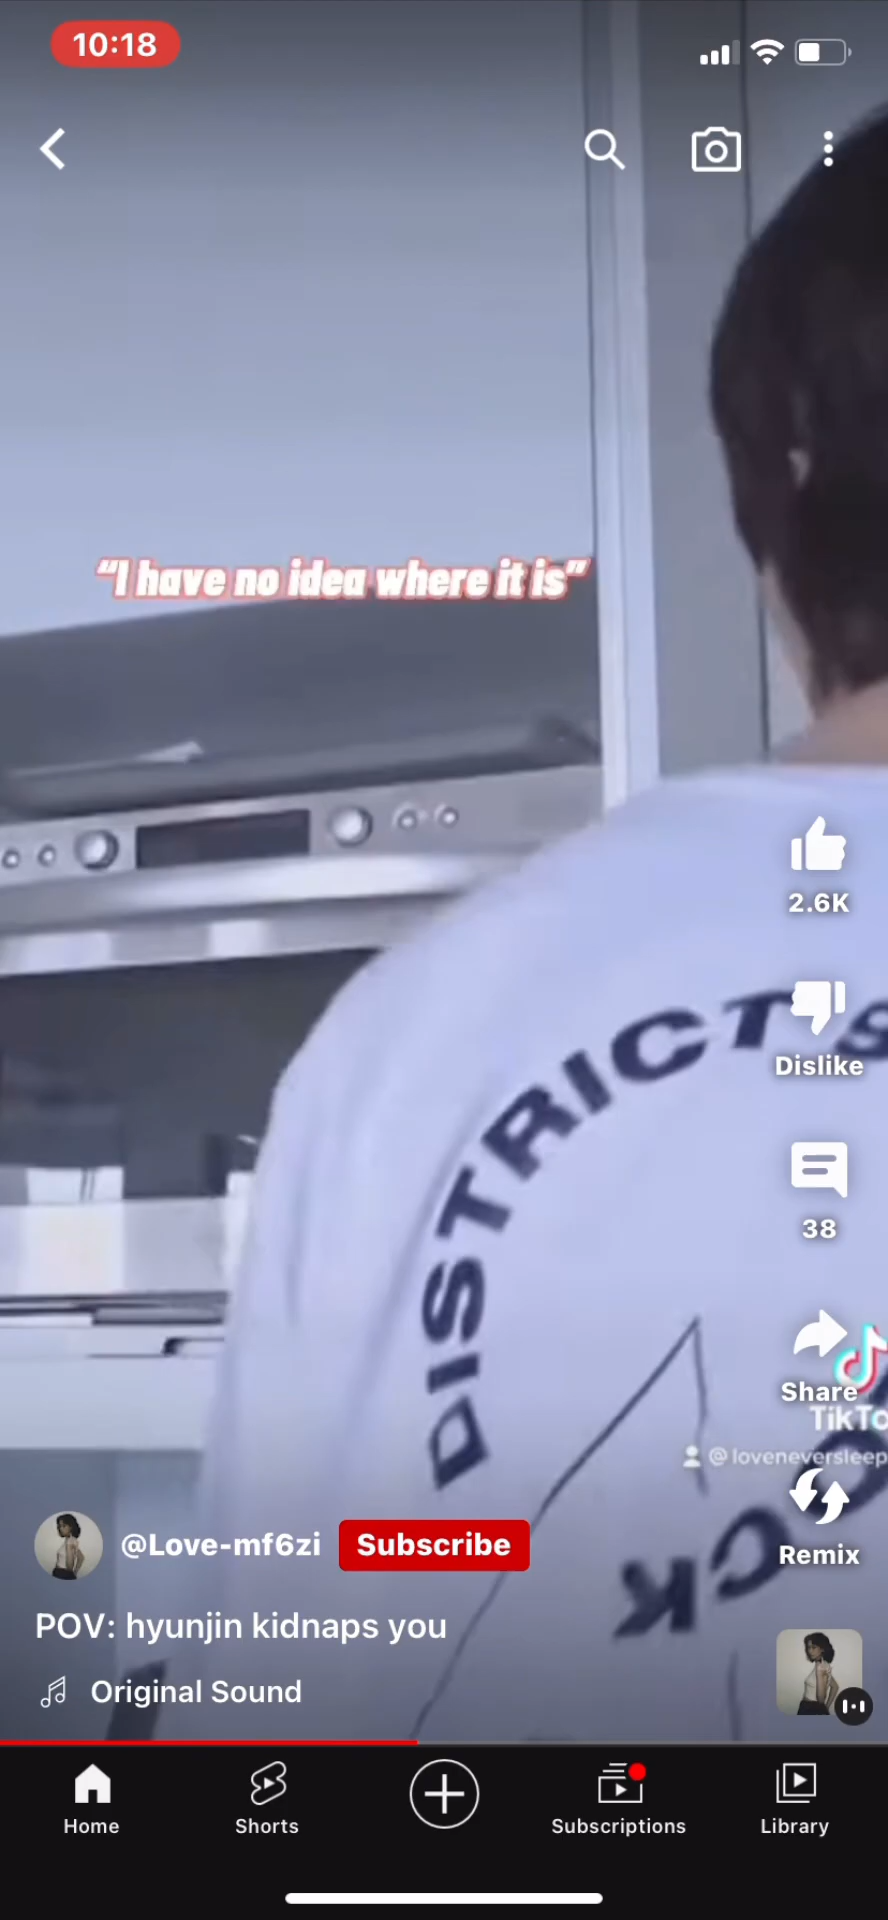 10:18
"I have no idea where it is"
2.6K
DISTRICT
Dislike
38
Share
TikTo
@loveneversleep
Remix
@Love-mf6zi
Subscribe
POV: hyunjin kidnaps you
Original Sound
Home
Shorts
Subscriptions
Library